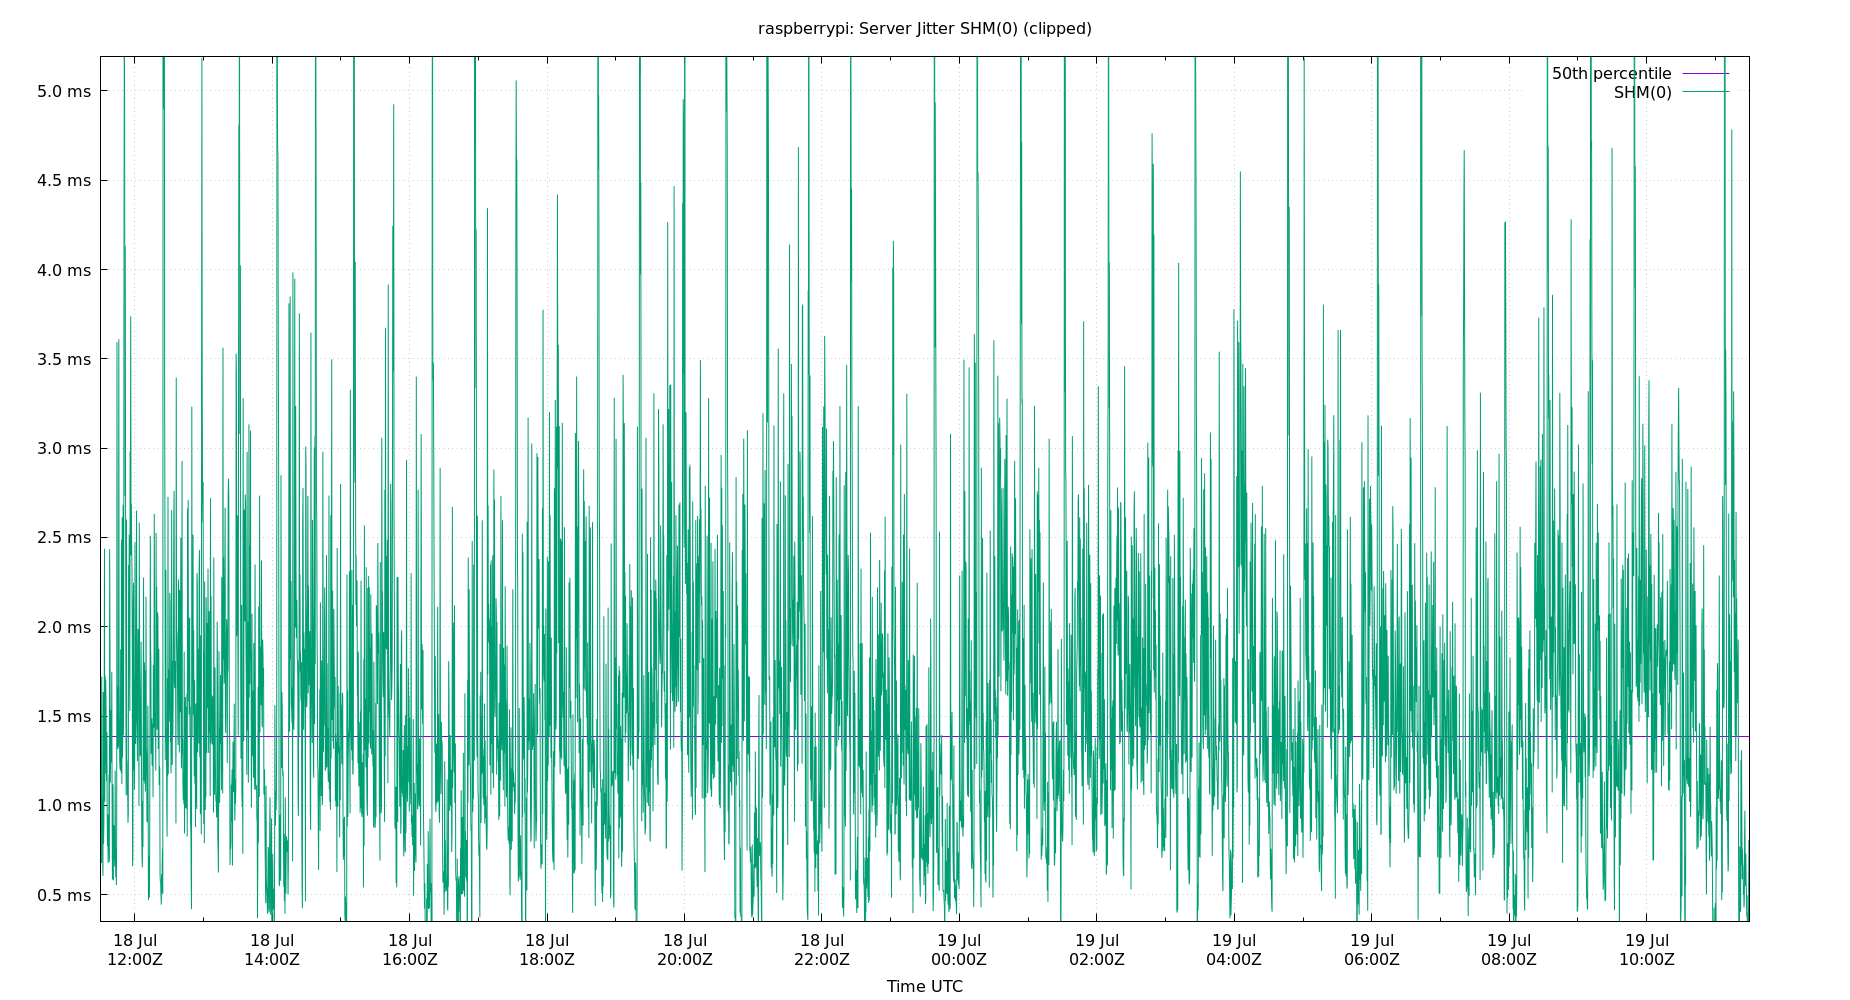 raspberrypi: Server Jitter SHM(0) (clipped)
50th percentile
SHM(0)
5.0 ms
4.5 ms
4.0 ms
3.5 ms
3.0 ms
2.5 ms
2.0 ms
1.5 ms
1.0 ms
0.5 ms
18 Jul 18 Jul 18 Jul 18 Jul 18 Jul 18 Jul 19 Jul 19 Jul 19 Jul 19 Jul 19 Jul 19 Jul
12:00Z 14:00Z 16:00Z 18:00Z 20:00Z 22:00Z 00:00Z 02:00Z 04:00Z 06:00Z 08:00Z 10:00Z
Time UTC